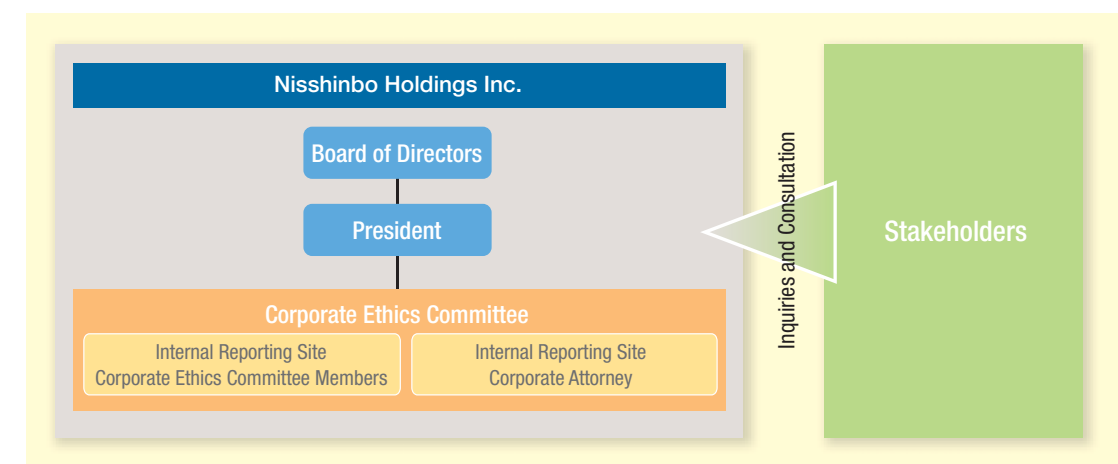 Nisshinbo Holdings Inc.
Board of Directors
President
Corporate Ethics Committee
Internal Reporting Site
Corporate Ethics Committee Members
Internal Reporting Site
Corporate Attorney
Inquiries and Consultation
Stakeholders